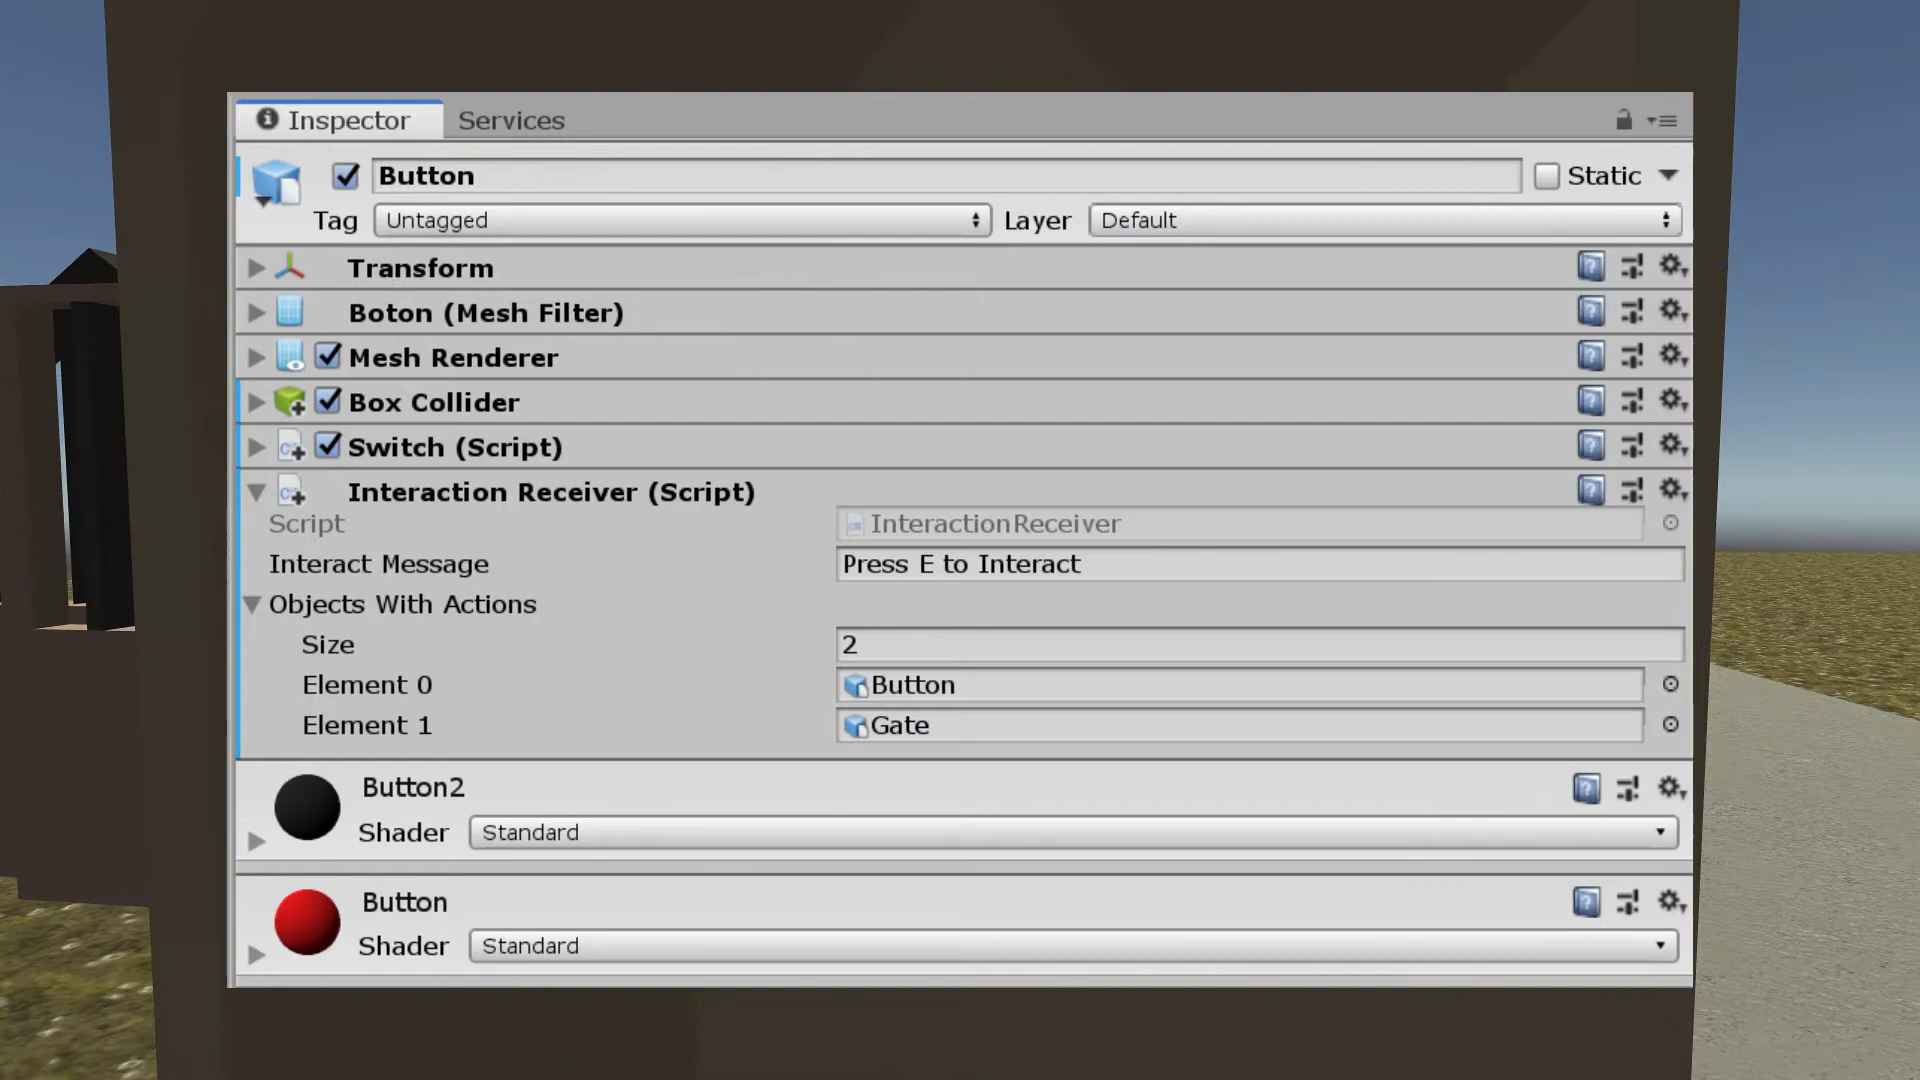 Inspector Services
Button Static
Tag Untagged Layer Default
Transform
Boton (Mesh Filter)
Mesh Renderer
Box Collider
Switch (Script)
Interaction Receiver (Script)
Script InteractionReceiver
Interact Message Press E to Interact
Objects With Actions
Size 2
Element 0 Button
Element 1 Gate
Button2
Shader Standard
Button
Shader Standard